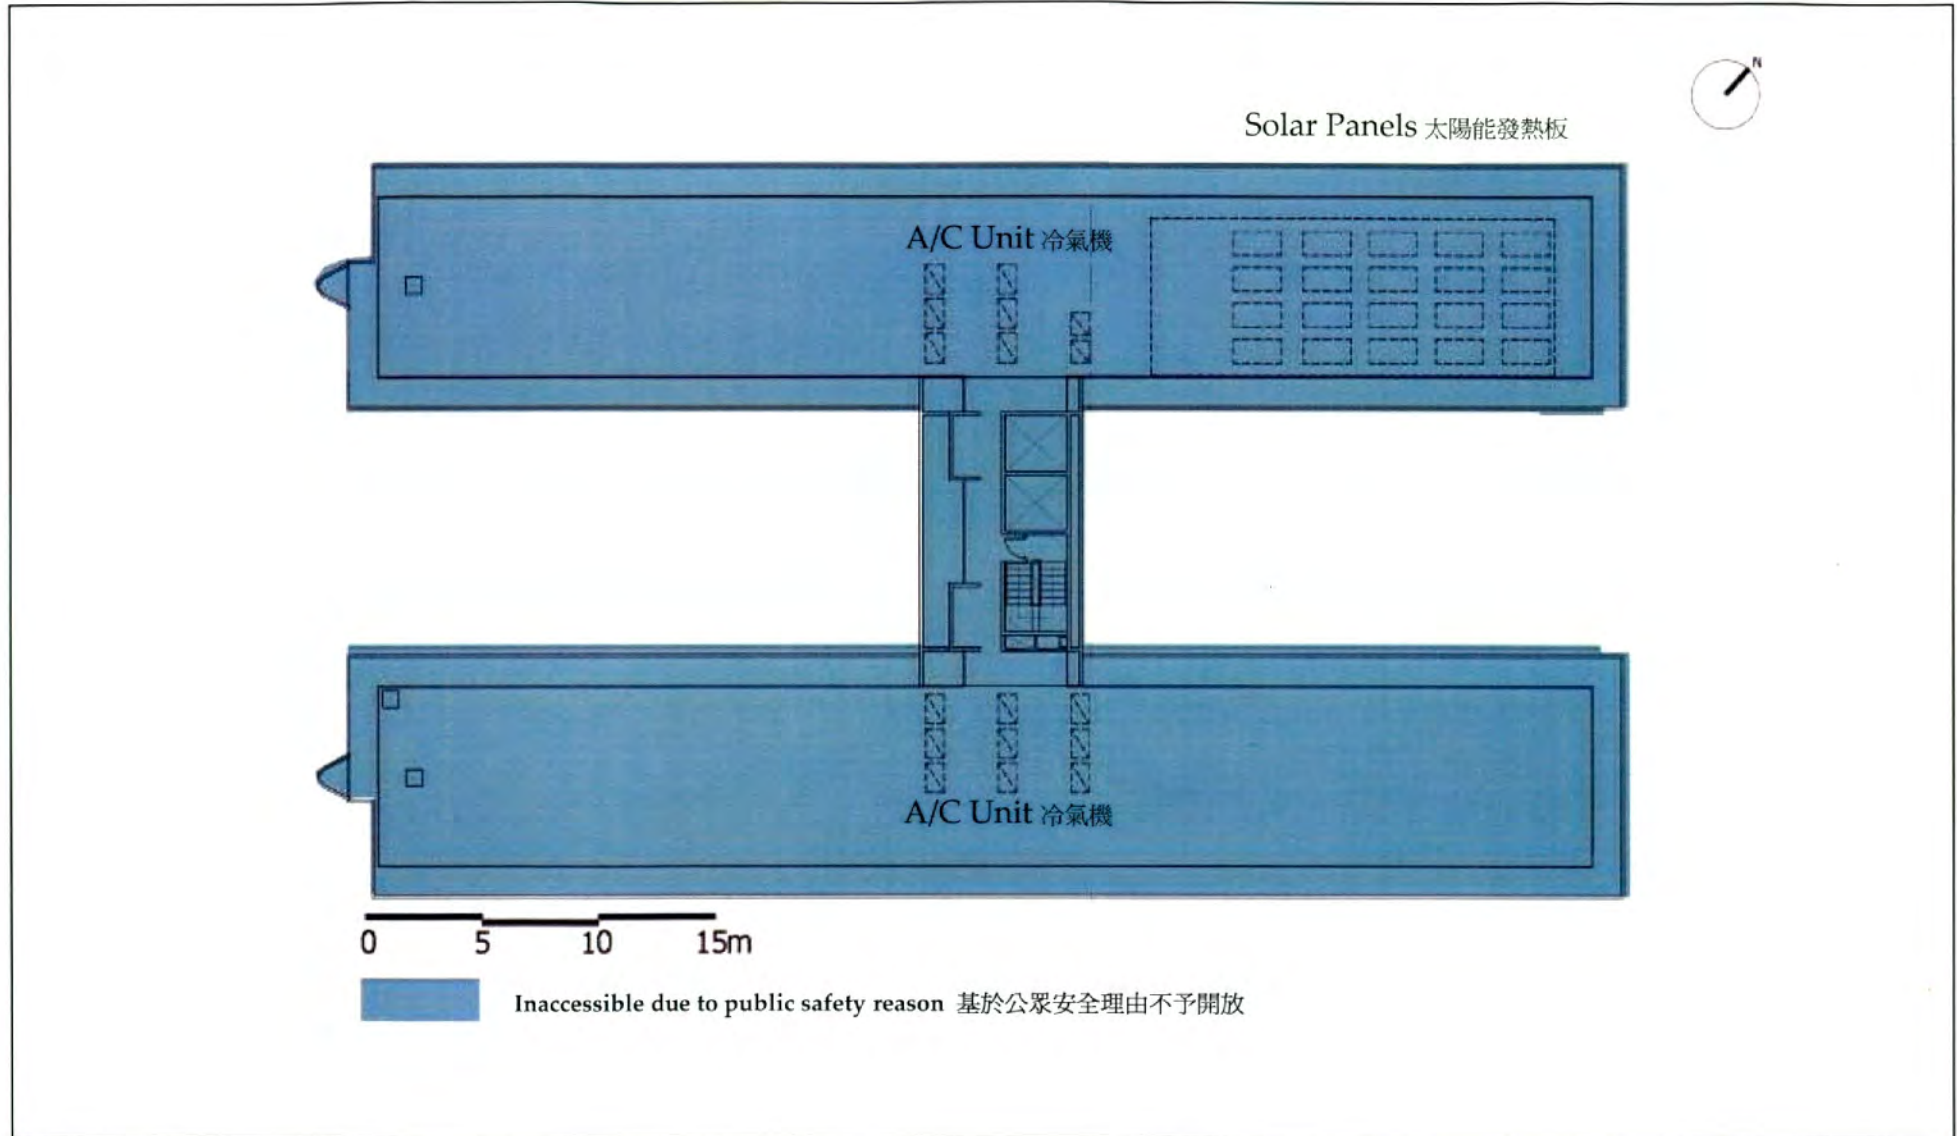 N
Solar Panels 太陽能發熱板
A/C Unit 冷氣機
A/C Unit 冷氣機
0 5 10 15m
Inaccessible due to public safety reason 基於公眾安全理由不予開放